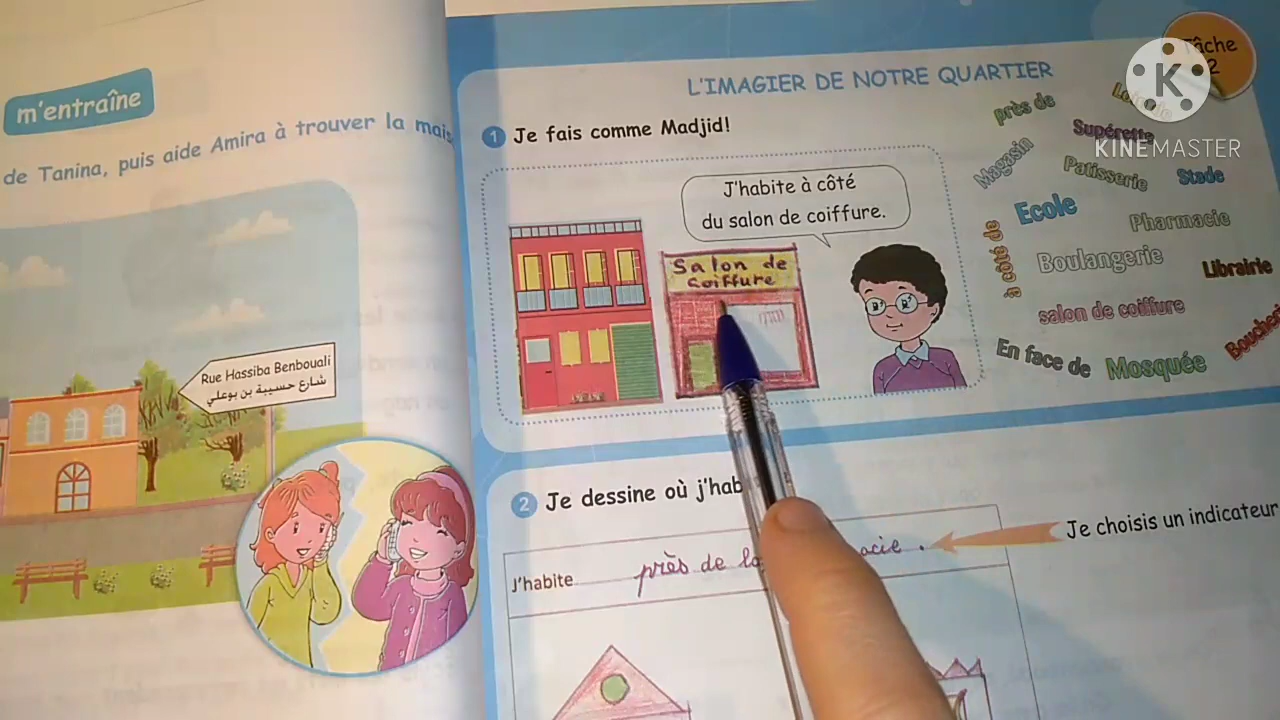 m'entraîne
de Tanina, puis aide Amira à trouver la mais
Rue Hassiba Benbouali
شارع حسيبة بن بوعلي
Tâche
2
L'IMAGIER DE NOTRE QUARTIER
1 Je fais comme Madjid!
J'habite à côté
du salon de coiffure.
Salon de
coiffure
près de
Supérette
Magasin
Patisserie
Stade
Ecole
Pharmacie
à côté de
Boulangerie
Librairie
salon de coiffure
Boucheri
En face de
Mosquée
K
KINEMASTER
2 Je dessine où j'hab
Je choisis un indicateur
J'habite près de la acie .